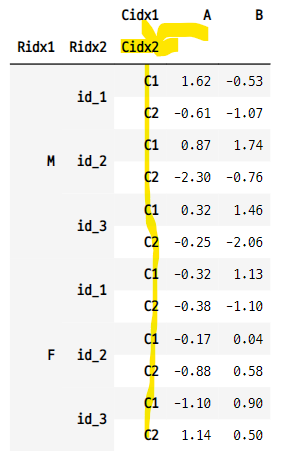 Cidx1 A B
Ridx1 Ridx2 Cidx2
M id_1 C1 1.62 -0.53
C2 -0.61 -1.07
id_2 C1 0.87 1.74
C2 -2.30 -0.76
id_3 C1 0.32 1.46
C2 -0.25 -2.06
F id_1 C1 -0.32 1.13
C2 -0.38 -1.10
id_2 C1 -0.17 0.04
C2 -0.88 0.58
id_3 C1 -1.10 0.90
C2 1.14 0.50